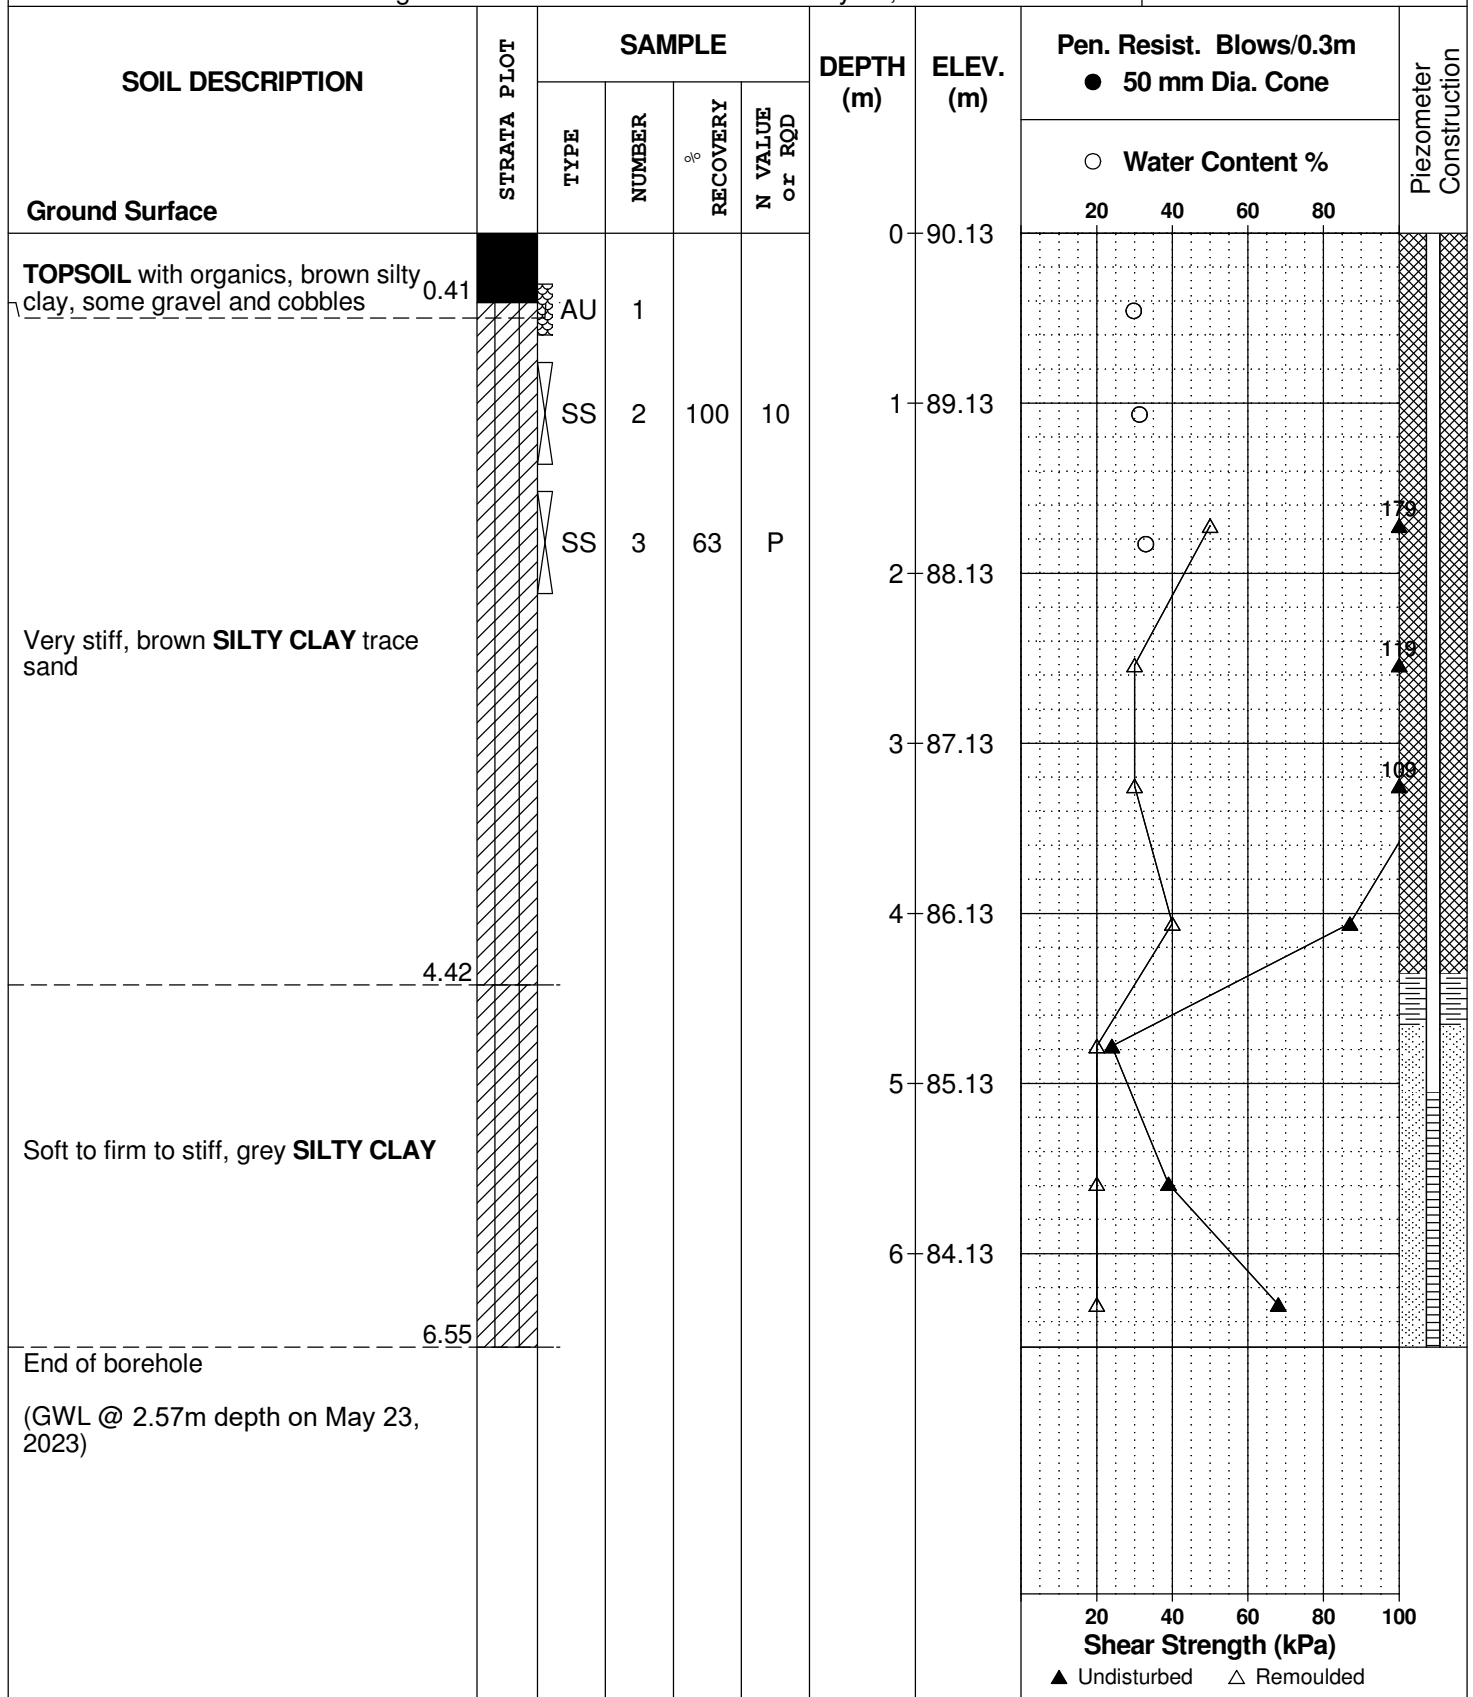 SOIL DESCRIPTION
Ground Surface
STRATA PLOT
SAMPLE
TYPE
NUMBER
% RECOVERY
N VALUE or RQD
DEPTH (m)
ELEV. (m)
Pen. Resist. Blows/0.3m
● 50 mm Dia. Cone
○ Water Content %
20 40 60 80
Piezometer Construction
0 90.13
TOPSOIL with organics, brown silty
clay, some gravel and cobbles
0.41
AU 1
1 89.13
SS 2 100 10
179
SS 3 63 P
2 88.13
Very stiff, brown SILTY CLAY trace
sand
119
3 87.13
109
4 86.13
4.42
5 85.13
Soft to firm to stiff, grey SILTY CLAY
6 84.13
6.55
End of borehole
(GWL @ 2.57m depth on May 23,
2023)
20 40 60 80 100
Shear Strength (kPa)
▲ Undisturbed △ Remoulded